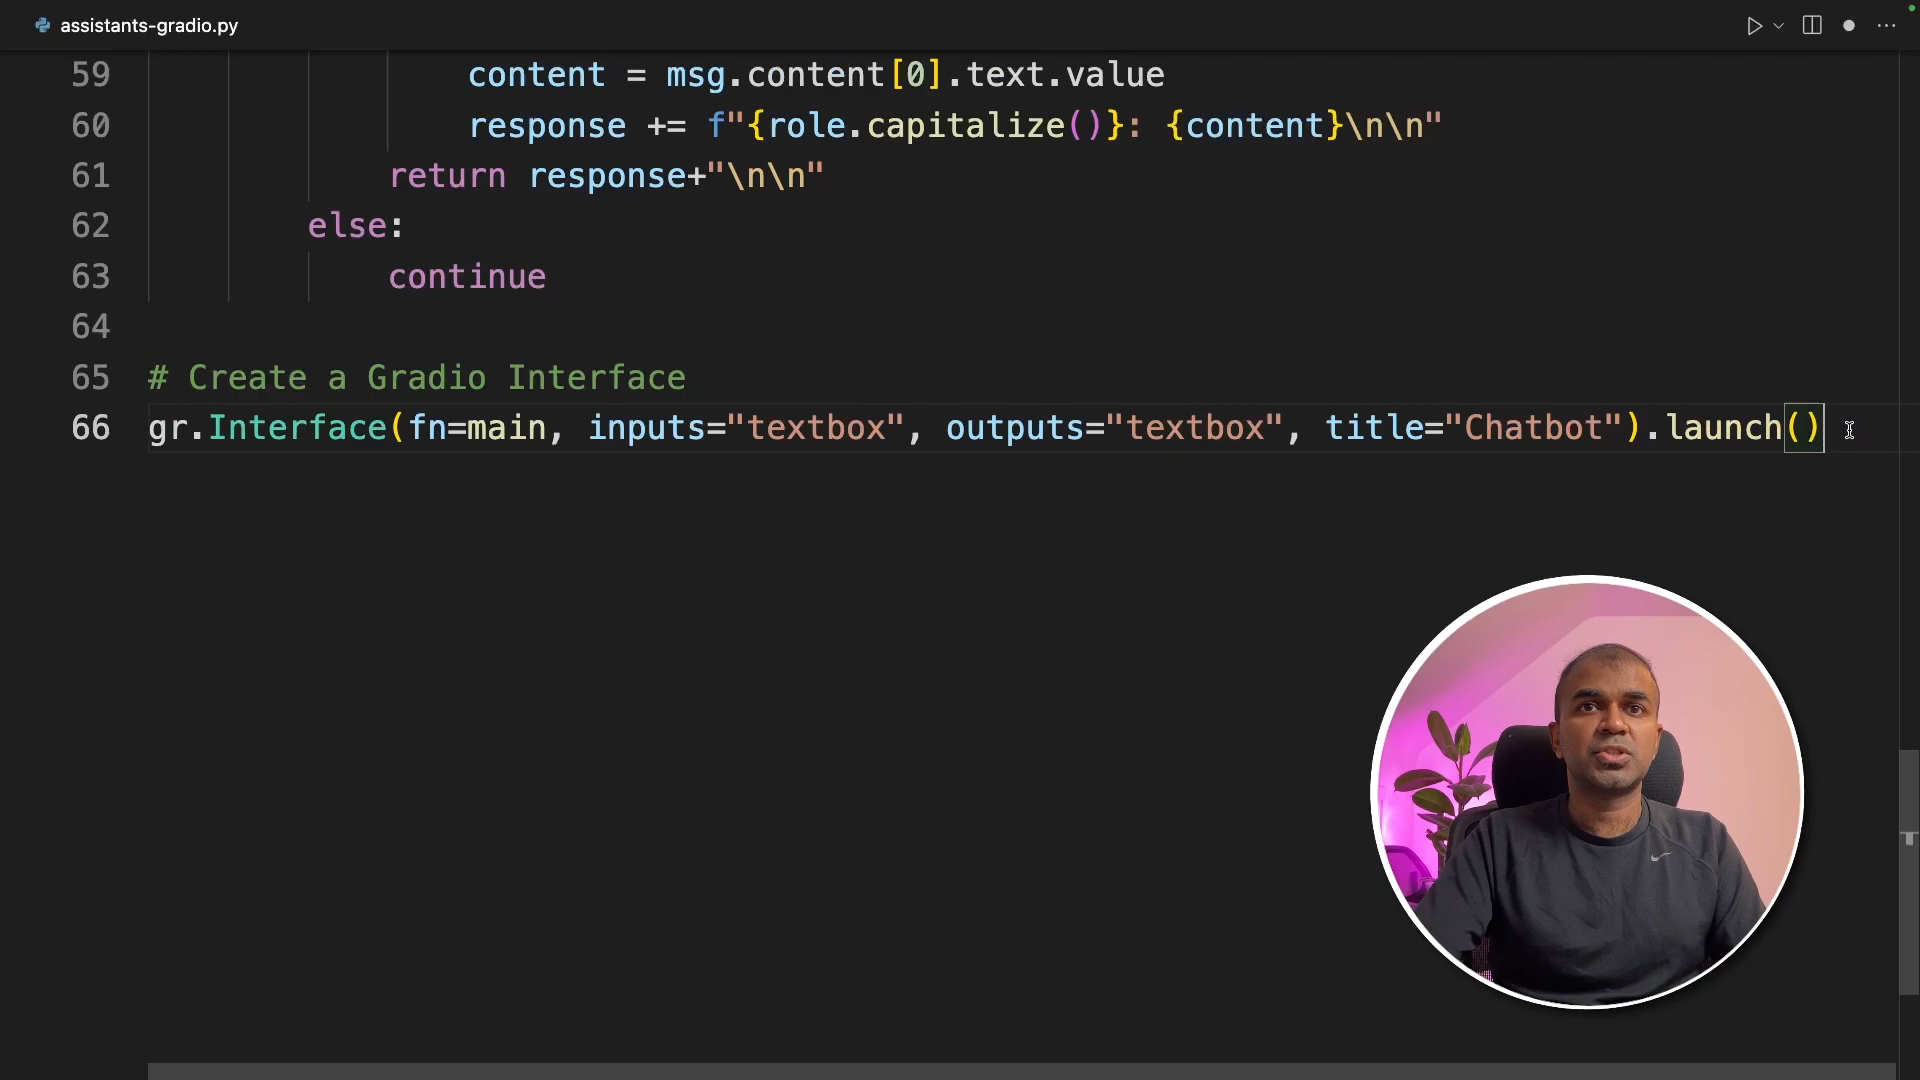 assistants-gradio.py
59 content = msg.content[0].text.value
60 response += f"{role.capitalize()}: {content}\n\n"
61 return response+"\n\n"
62 else:
63 continue
64
65 # Create a Gradio Interface
66 gr.Interface(fn=main, inputs="textbox", outputs="textbox", title="Chatbot").launch()